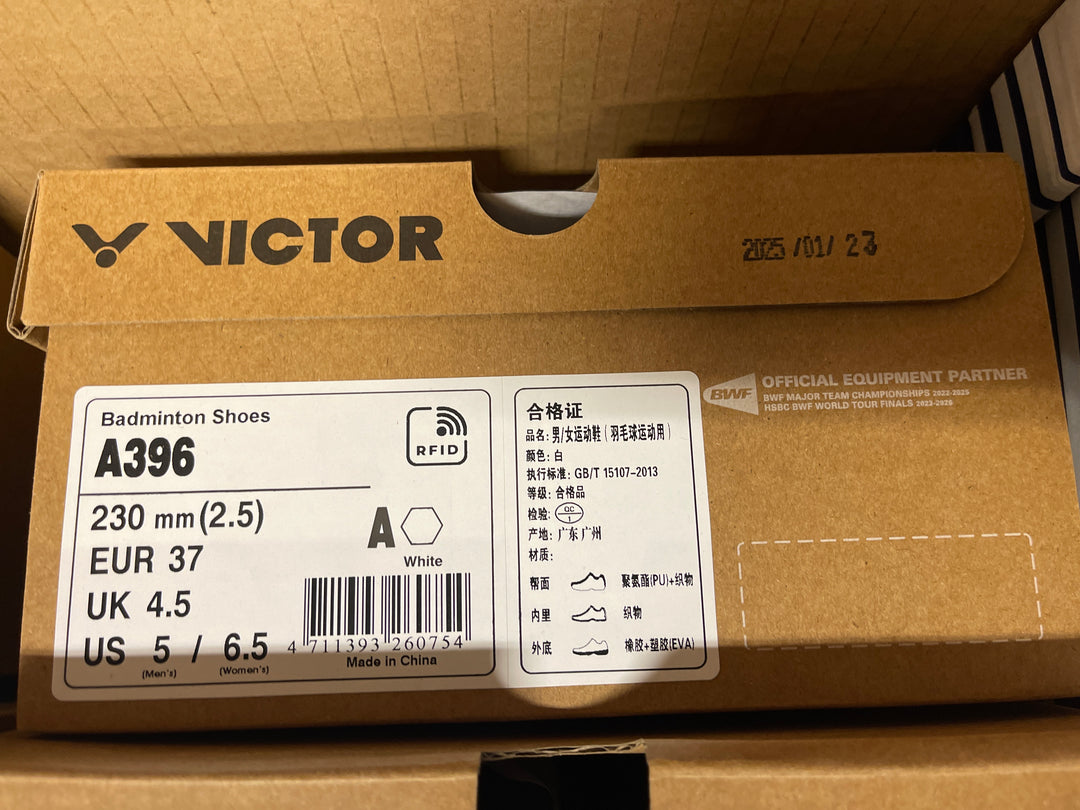 VICTOR
2025/01/23
BWF
OFFICIAL EQUIPMENT PARTNER
BWF MAJOR TEAM CHAMPIONSHIPS 2022-2025
HSBC BWF WORLD TOUR FINALS 2023-2026
Badminton Shoes
A396
RFID
230 mm (2.5)
EUR 37
UK 4.5
US 5 / 6.5
(Men's) (Women's)
A
White
4 711393 260754
Made in China
合格证
品名: 男/女运动鞋 ( 羽毛球运动用 )
颜色: 白
执行标准: GB/T 15107-2013
等级: 合格品
检验: QC 1
产地: 广东 广州
材质:
帮面 聚氨酯(PU)+织物
内里 织物
外底 橡胶+塑胶(EVA)